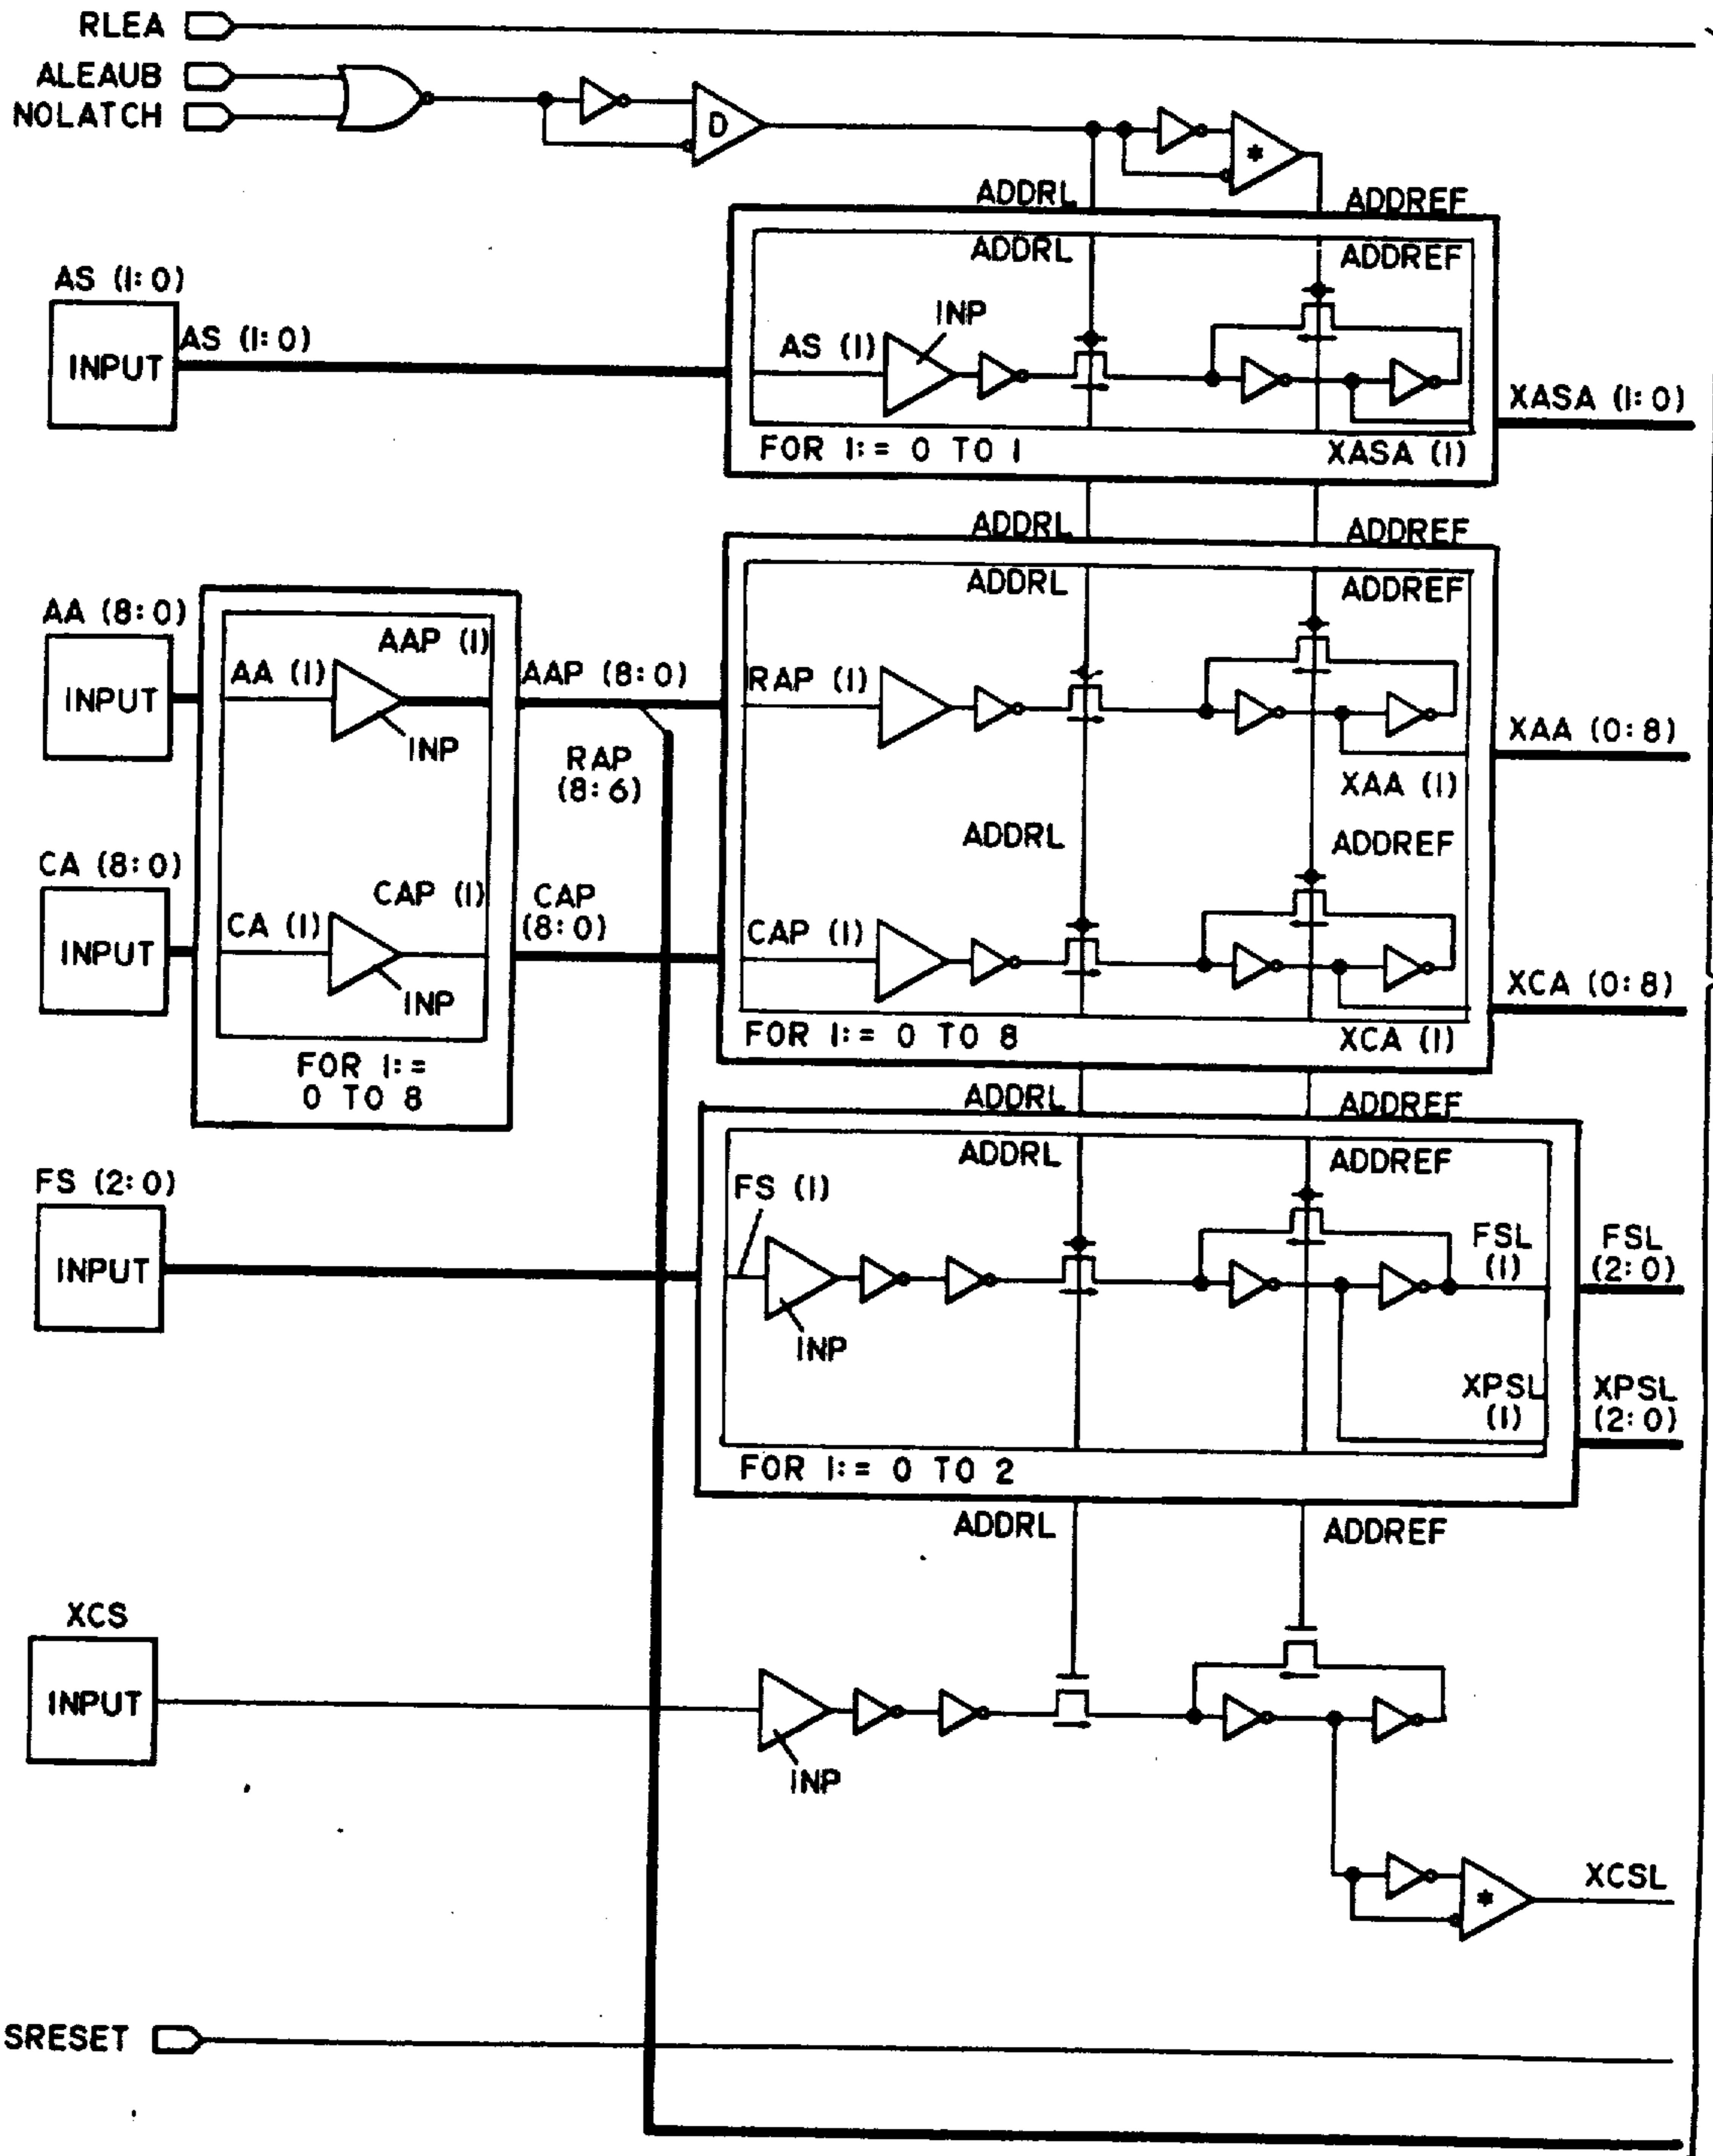 RLEA
ALEAUB
NOLATCH
D
*
ADDRL
ADDREF
ADDRL
ADDREF
AS (1:0)
INPUT
AS (1:0)
INP
AS (I)
XASA (1:0)
FOR I:= 0 TO 1
XASA (I)
ADDRL
ADDREF
ADDRL
ADDREF
AA (8:0)
INPUT
AAP (I)
AA (I)
INP
AAP (8:0)
RAP (I)
RAP
(8:6)
XAA (0:8)
XAA (I)
ADDRL
ADDREF
CA (8:0)
INPUT
CAP (I)
CA (I)
INP
CAP
(8:0)
CAP (I)
XCA (0:8)
FOR I:= 0 TO 8
XCA (I)
FOR I:=
0 TO 8
ADDRL
ADDREF
ADDRL
ADDREF
FS (2:0)
INPUT
FS (I)
INP
FSL
(I)
FSL
(2:0)
XPSL
(I)
XPSL
(2:0)
FOR I:= 0 TO 2
ADDRL
ADDREF
XCS
INPUT
INP
*
XCSL
SRESET